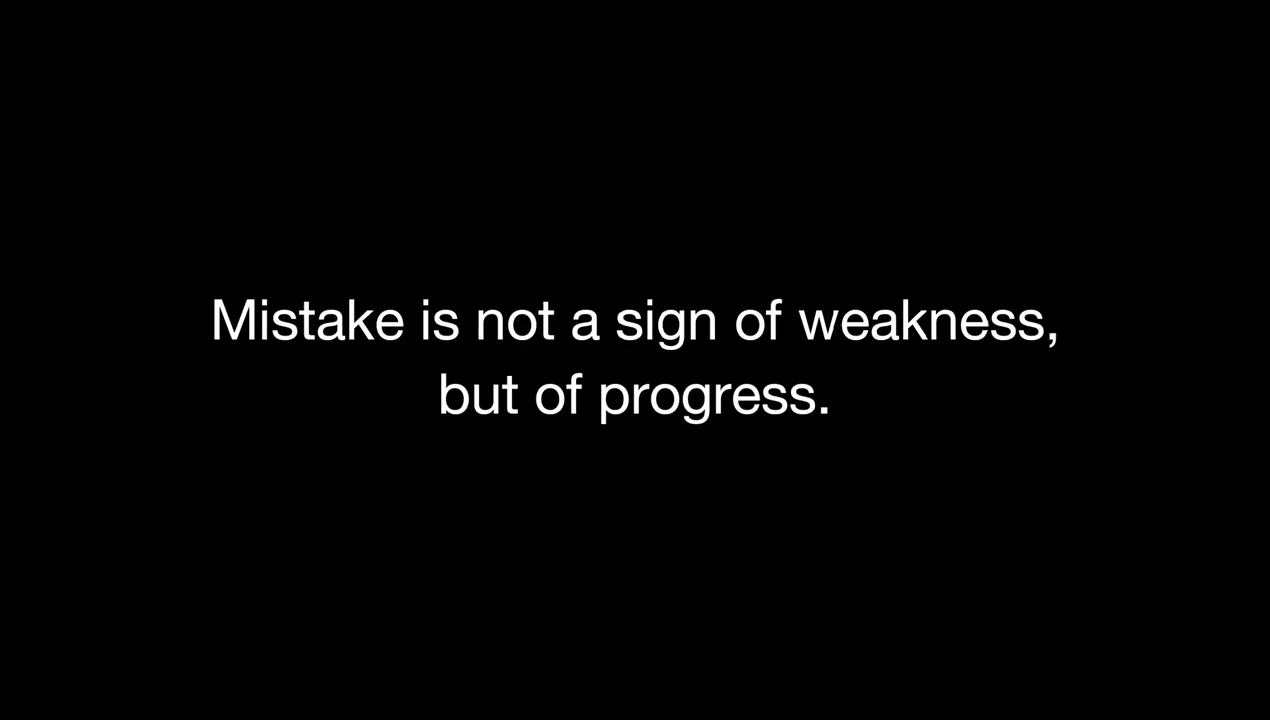 Mistake is not a sign of weakness,
but of progress.